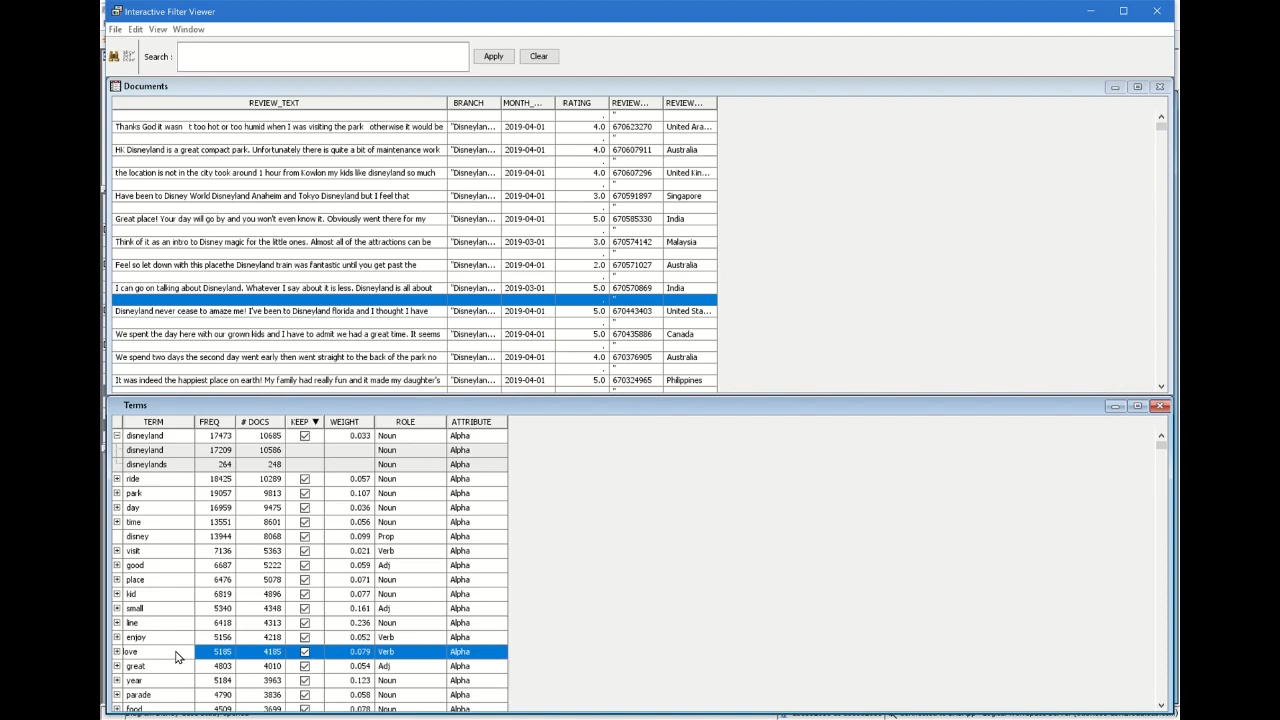 Interactive Filter Viewer
File Edit View Window
Search : Apply Clear
Documents
REVIEW_TEXT BRANCH MONTH_... RATING REVIEW... REVIEW...
. "
Thanks God it wasn t too hot or too humid when I was visiting the park otherwise it would be "Disneylan... 2019-04-01 4.0 670623270 United Ara...
. "
HK Disneyland is a great compact park. Unfortunately there is quite a bit of maintenance work "Disneylan... 2019-04-01 4.0 670607911 Australia
. "
the location is not in the city took around 1 hour from Kowlon my kids like disneyland so much "Disneylan... 2019-04-01 4.0 670607296 United Kin...
. "
Have been to Disney World Disneyland Anaheim and Tokyo Disneyland but I feel that "Disneylan... 2019-04-01 3.0 670591897 Singapore
. "
Great place! Your day will go by and you won't even know it. Obviously went there for my "Disneylan... 2019-04-01 5.0 670585330 India
. "
Think of it as an intro to Disney magic for the little ones. Almost all of the attractions can be "Disneylan... 2019-03-01 3.0 670574142 Malaysia
. "
Feel so let down with this placethe Disneyland train was fantastic until you get past the "Disneylan... 2019-04-01 2.0 670571027 Australia
. "
I can go on talking about Disneyland. Whatever I say about it is less. Disneyland is all about "Disneylan... 2019-03-01 5.0 670570869 India
. "
Disneyland never cease to amaze me! I've been to Disneyland florida and I thought I have "Disneylan... 2019-04-01 5.0 670443403 United Sta...
. "
We spent the day here with our grown kids and I have to admit we had a great time. It seems "Disneylan... 2019-04-01 5.0 670435886 Canada
. "
We spend two days the second day went early then went straight to the back of the park no "Disneylan... 2019-04-01 4.0 670376905 Australia
. "
It was indeed the happiest place on earth! My family had really fun and it made my daughter's "Disneylan... 2019-04-01 5.0 670324965 Philippines
. "
Terms
TERM FREQ # DOCS KEEP ▼ WEIGHT ROLE ATTRIBUTE
disneyland 17473 10685 0.033 Noun Alpha
disneyland 17209 10586 Noun Alpha
disneylands 264 248 Noun Alpha
ride 18425 10289 0.057 Noun Alpha
park 19057 9813 0.107 Noun Alpha
day 16959 9475 0.036 Noun Alpha
time 13551 8601 0.056 Noun Alpha
disney 13944 8068 0.099 Prop Alpha
visit 7136 5363 0.021 Verb Alpha
good 6687 5222 0.059 Adj Alpha
place 6476 5078 0.071 Noun Alpha
kid 6819 4896 0.077 Noun Alpha
small 5340 4348 0.161 Adj Alpha
line 6418 4313 0.236 Noun Alpha
enjoy 5156 4218 0.052 Verb Alpha
love 5185 4185 0.079 Verb Alpha
great 4803 4010 0.054 Adj Alpha
year 5184 3963 0.123 Noun Alpha
parade 4790 3836 0.058 Noun Alpha
food 4509 3699 0.078 Noun Alpha